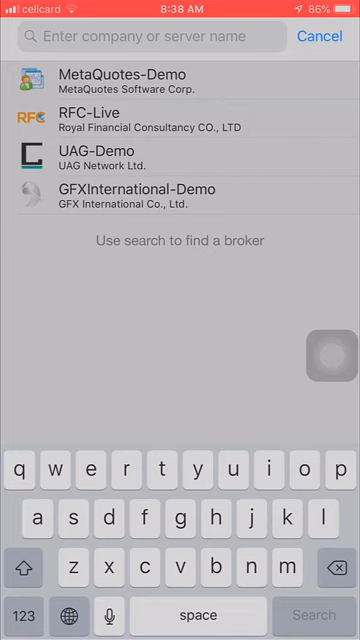 cellcard 8:38 AM 86%
Enter company or server name Cancel
MetaQuotes-Demo
MetaQuotes Software Corp.
RFC RFC-Live
Royal Financial Consultancy CO., LTD
UAG-Demo
UAG Network Ltd.
GFXInternational-Demo
GFX International Co., Ltd.
Use search to find a broker
q w e r t y u i o p
a s d f g h j k l
z x c v b n m
123 space Search